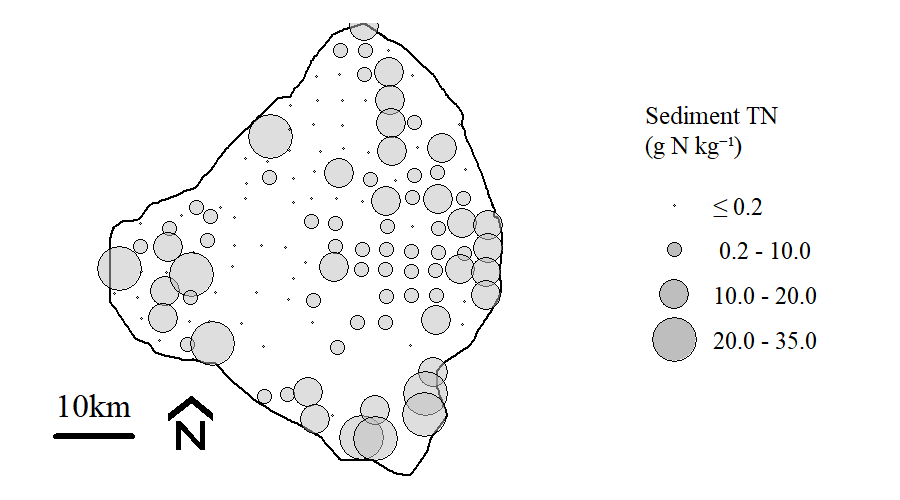 Sediment TN
(g N kg⁻¹)
≤ 0.2
0.2 - 10.0
10.0 - 20.0
20.0 - 35.0
10km
N